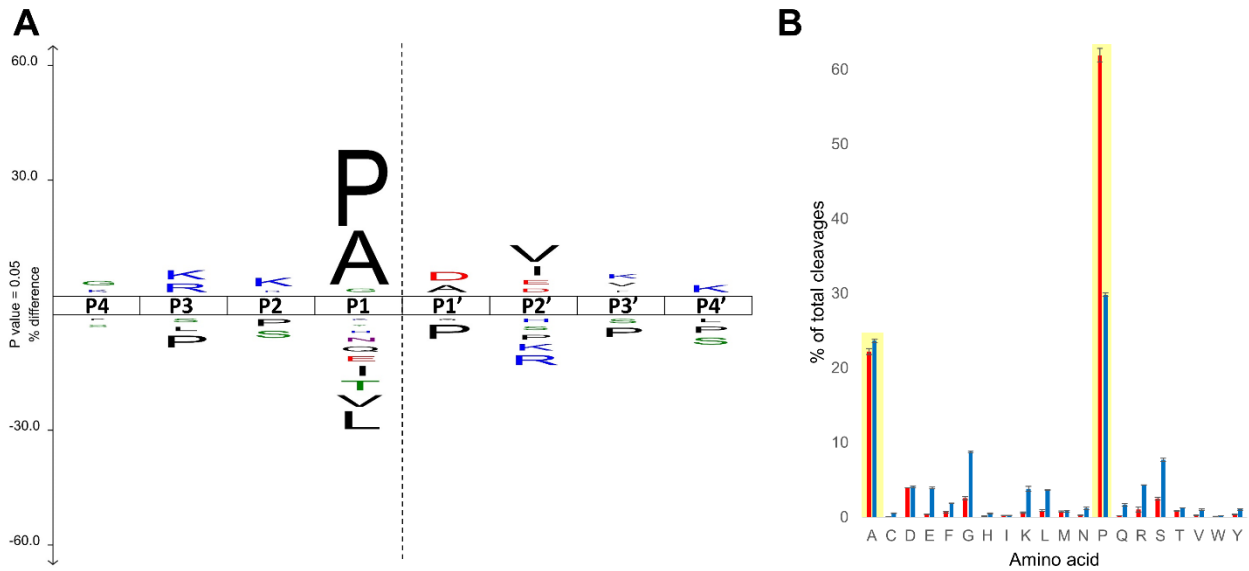 A
B
60.0
30.0
-30.0
-60.0
P value = 0.05
% difference
P4 P3 P2 P1 P1' P2' P3' P4'
G K K P D V K K
R A A I V
G E
D
S P N P H S L
L S Q S P P
P E P S
I K
T R
V
L
% of total cleavages
60
50
40
30
20
10
0
A C D E F G H I K L M N P Q R S T V W Y
Amino acid